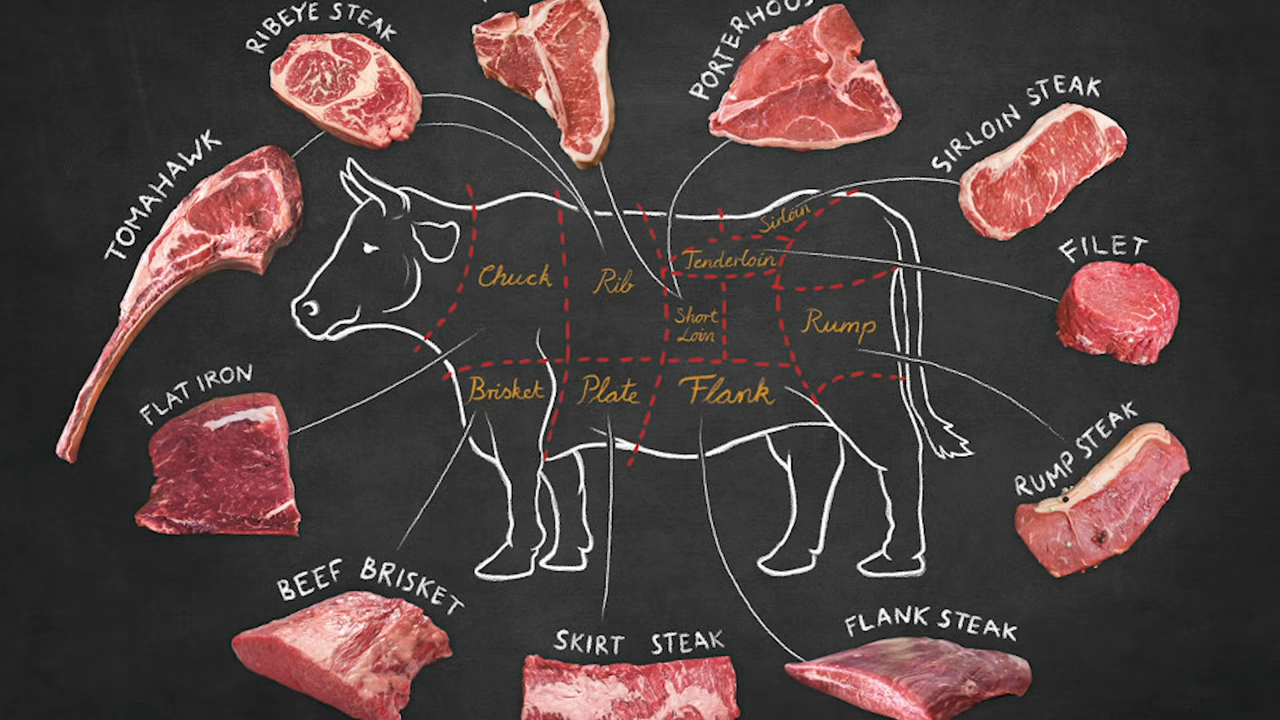 RIBEYE STEAK
PORTERHOUS
SIRLOIN STEAK
TOMAHAWK
Sirloin
FILET
Tenderloin
Chuck
Rib
Short
Loin
Rump
FLAT IRON
Brisket
Plate
Flank
RUMP STEAK
BEEF BRISKET
SKIRT STEAK
FLANK STEAK